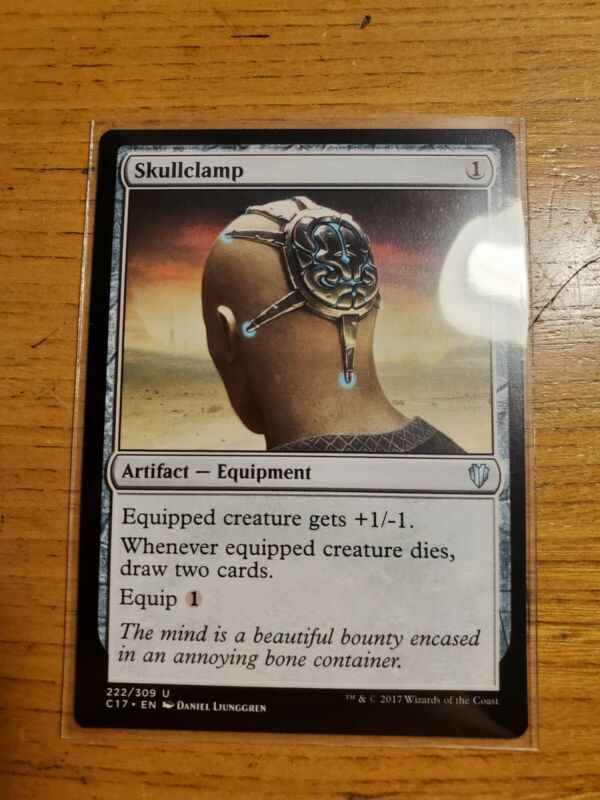 Skullclamp 1
Artifact — Equipment
Equipped creature gets +1/-1.
Whenever equipped creature dies,
draw two cards.
Equip 1
The mind is a beautiful bounty encased
in an annoying bone container.
222/309 U
C17 • EN Daniel Ljunggren
™ & © 2017 Wizards of the Coast